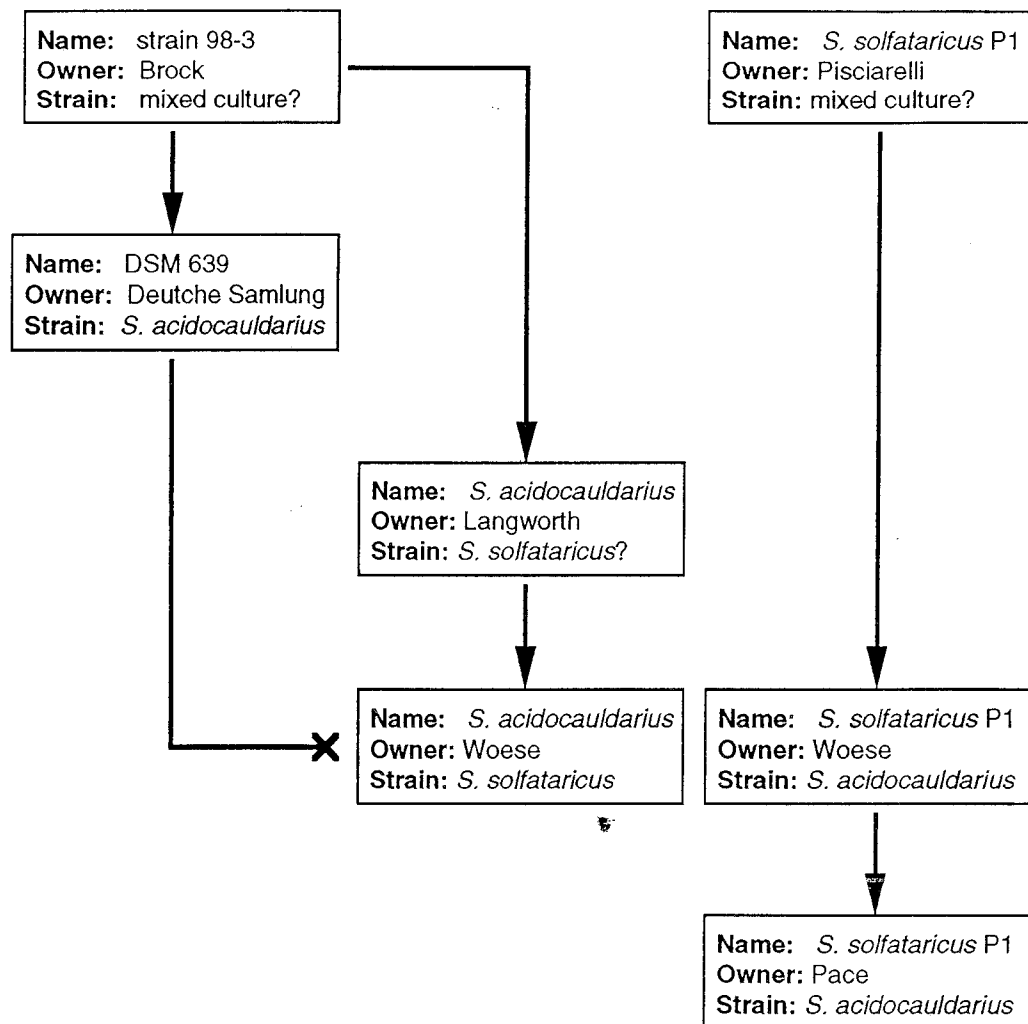 Name: strain 98-3
Owner: Brock
Strain: mixed culture?
Name: S. solfataricus P1
Owner: Pisciarelli
Strain: mixed culture?
Name: DSM 639
Owner: Deutche Samlung
Strain: S. acidocauldarius
Name: S. acidocauldarius
Owner: Langworth
Strain: S. solfataricus?
Name: S. acidocauldarius
Owner: Woese
Strain: S. solfataricus
Name: S. solfataricus P1
Owner: Woese
Strain: S. acidocauldarius
Name: S. solfataricus P1
Owner: Pace
Strain: S. acidocauldarius